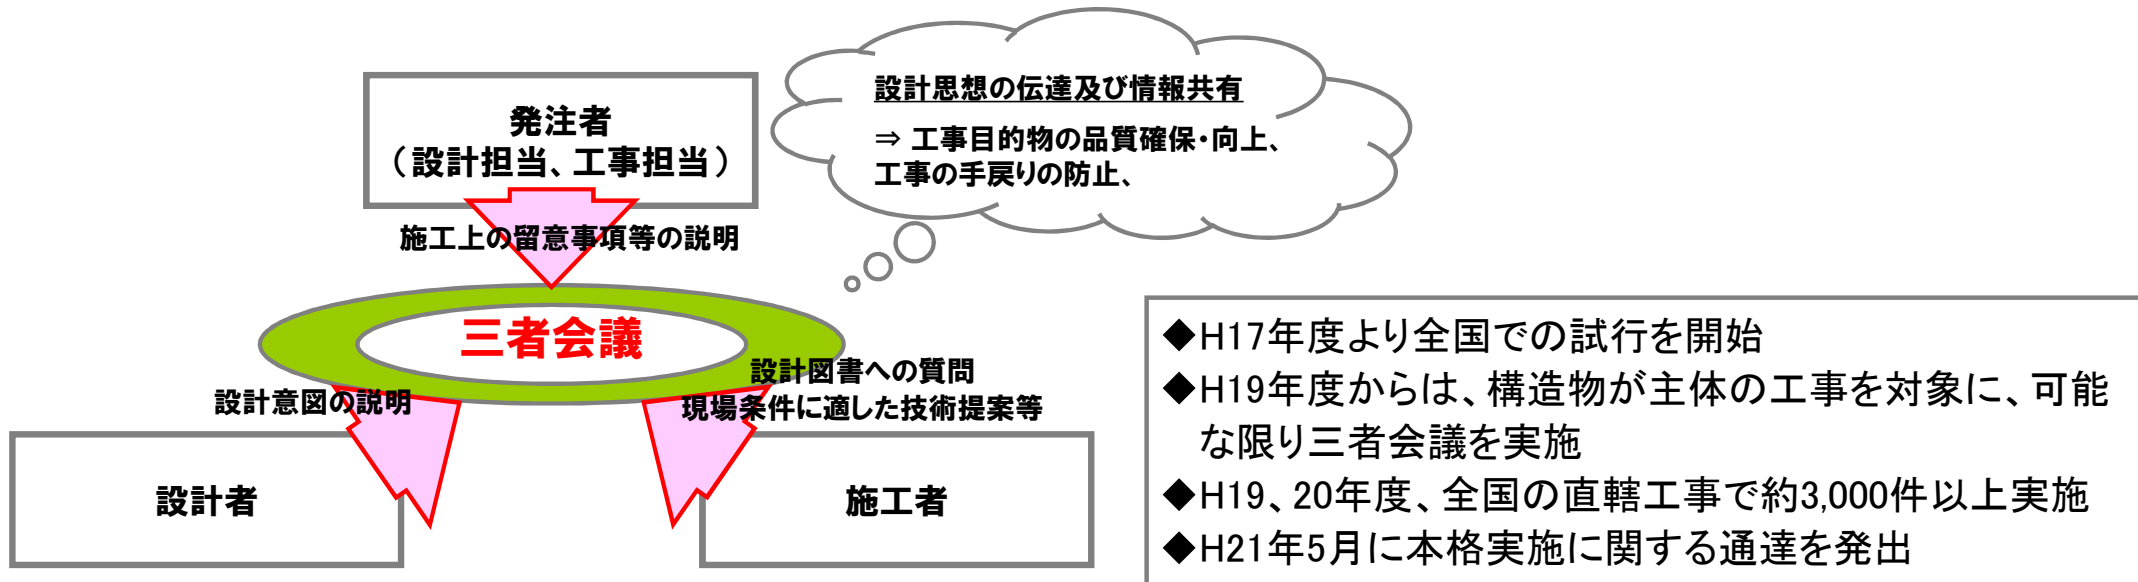 発注者
（設計担当、工事担当）
設計思想の伝達及び情報共有
⇒ 工事目的物の品質確保・向上、
工事の手戻りの防止、
施工上の留意事項等の説明
三者会議
設計意図の説明
設計図書への質問
現場条件に適した技術提案等
設計者
施工者
◆H17年度より全国での試行を開始
◆H19年度からは、構造物が主体の工事を対象に、可能
な限り三者会議を実施
◆H19、20年度、全国の直轄工事で約3,000件以上実施
◆H21年5月に本格実施に関する通達を発出